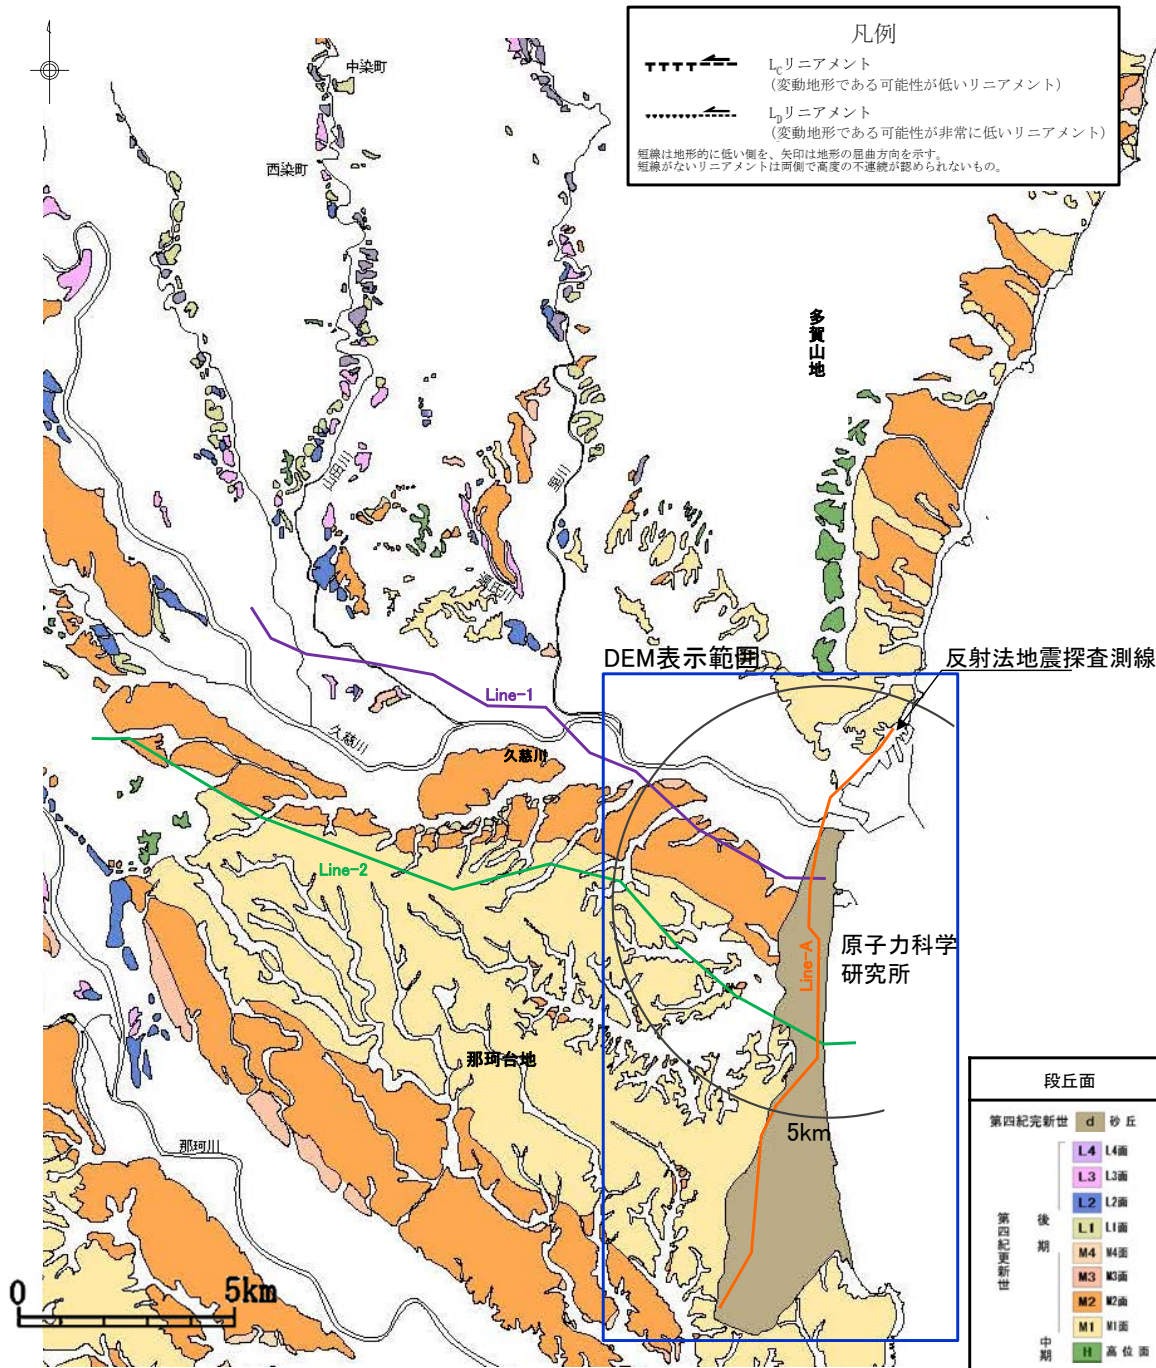 凡例
LCリニアメント
(変動地形である可能性が低いリニアメント)
LDリニアメント
(変動地形である可能性が非常に低いリニアメント)
短線は地形的に低い側を、矢印は地形の屈曲方向を示す。
短線がないリニアメントは両側で高度の不連続が認められないもの。
中染町
西染町
多賀山地
山田川
里川
DEM表示範囲
反射法地震探査測線
Line-1
久慈川
久慈川
Line-2
Line-A
原子力科学
研究所
那珂台地
5km
那珂川
0 5km
段丘面
第四紀完新世 d 砂丘
L4 L4面
L3 L3面
L2 L2面
L1 L1面
M4 M4面
M3 M3面
M2 M2面
M1 M1面
H 高位面
第四紀更新世
後期
中期